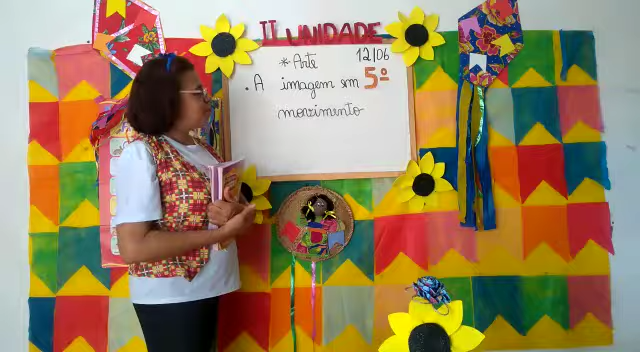 II UNIDADE
*Arte 12/06
. A imagem em 5º
movimento